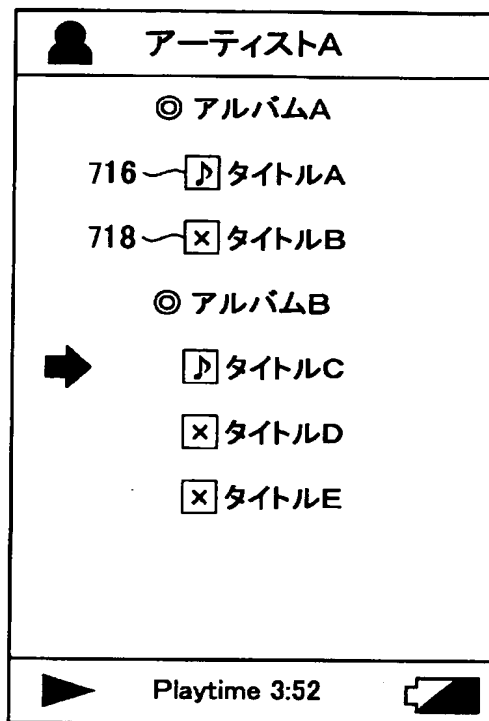 アーティストA
◎ アルバムA
716 ♪ タイトルA
718 × タイトルB
◎ アルバムB
♪ タイトルC
× タイトルD
× タイトルE
Playtime 3:52